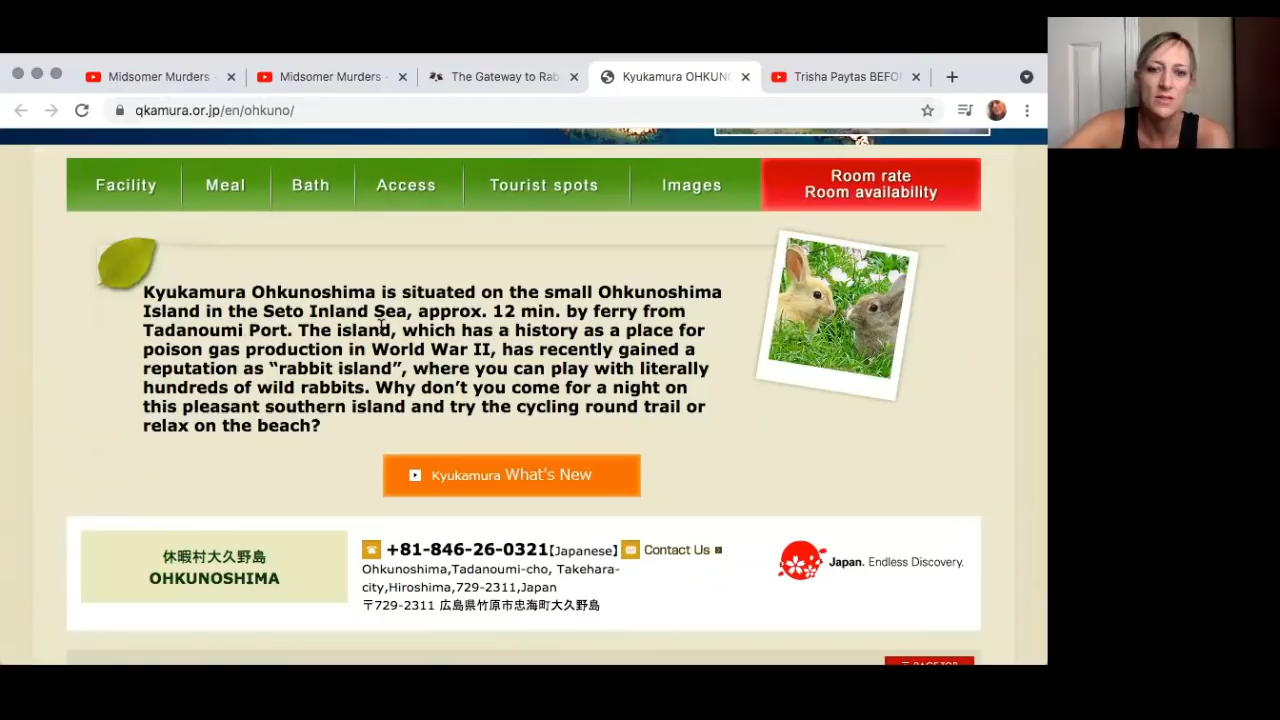 Midsomer Murders -
Midsomer Murders -
The Gateway to Rab
Kyukamura OHKUNO
Trisha Paytas BEFO
qkamura.or.jp/en/ohkuno/
Facility
Meal
Bath
Access
Tourist spots
Images
Room rate
Room availability
Kyukamura Ohkunoshima is situated on the small Ohkunoshima
Island in the Seto Inland Sea, approx. 12 min. by ferry from
Tadanoumi Port. The island, which has a history as a place for
poison gas production in World War II, has recently gained a
reputation as “rabbit island”, where you can play with literally
hundreds of wild rabbits. Why don’t you come for a night on
this pleasant southern island and try the cycling round trail or
relax on the beach?
Kyukamura What's New
休暇村大久野島
OHKUNOSHIMA
+81-846-26-0321【Japanese】 Contact Us
Ohkunoshima,Tadanoumi-cho, Takehara-
city,Hiroshima,729-2311,Japan
〒729-2311 広島県竹原市忠海町大久野島
Japan. Endless Discovery.